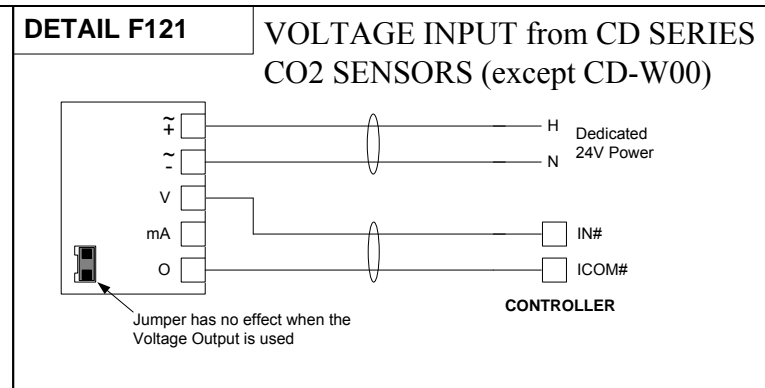 DETAIL F121
VOLTAGE INPUT from CD SERIES
CO2 SENSORS (except CD-W00)
~
+
H
Dedicated
24V Power
~
-
N
V
mA
IN#
O
ICOM#
CONTROLLER
Jumper has no effect when the
Voltage Output is used